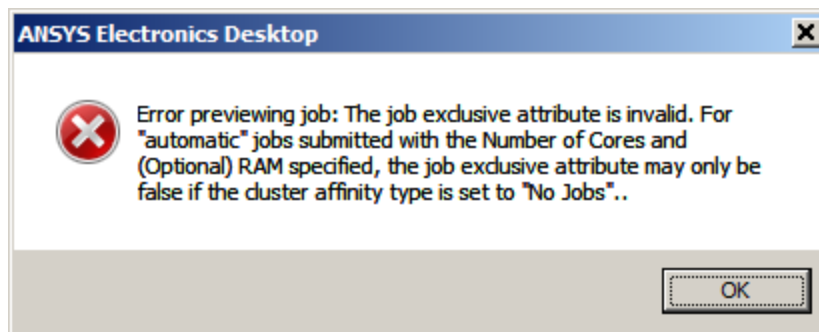 ANSYS Electronics Desktop
Error previewing job: The job exclusive attribute is invalid. For
"automatic" jobs submitted with the Number of Cores and
(Optional) RAM specified, the job exclusive attribute may only be
false if the cluster affinity type is set to "No Jobs"..
OK